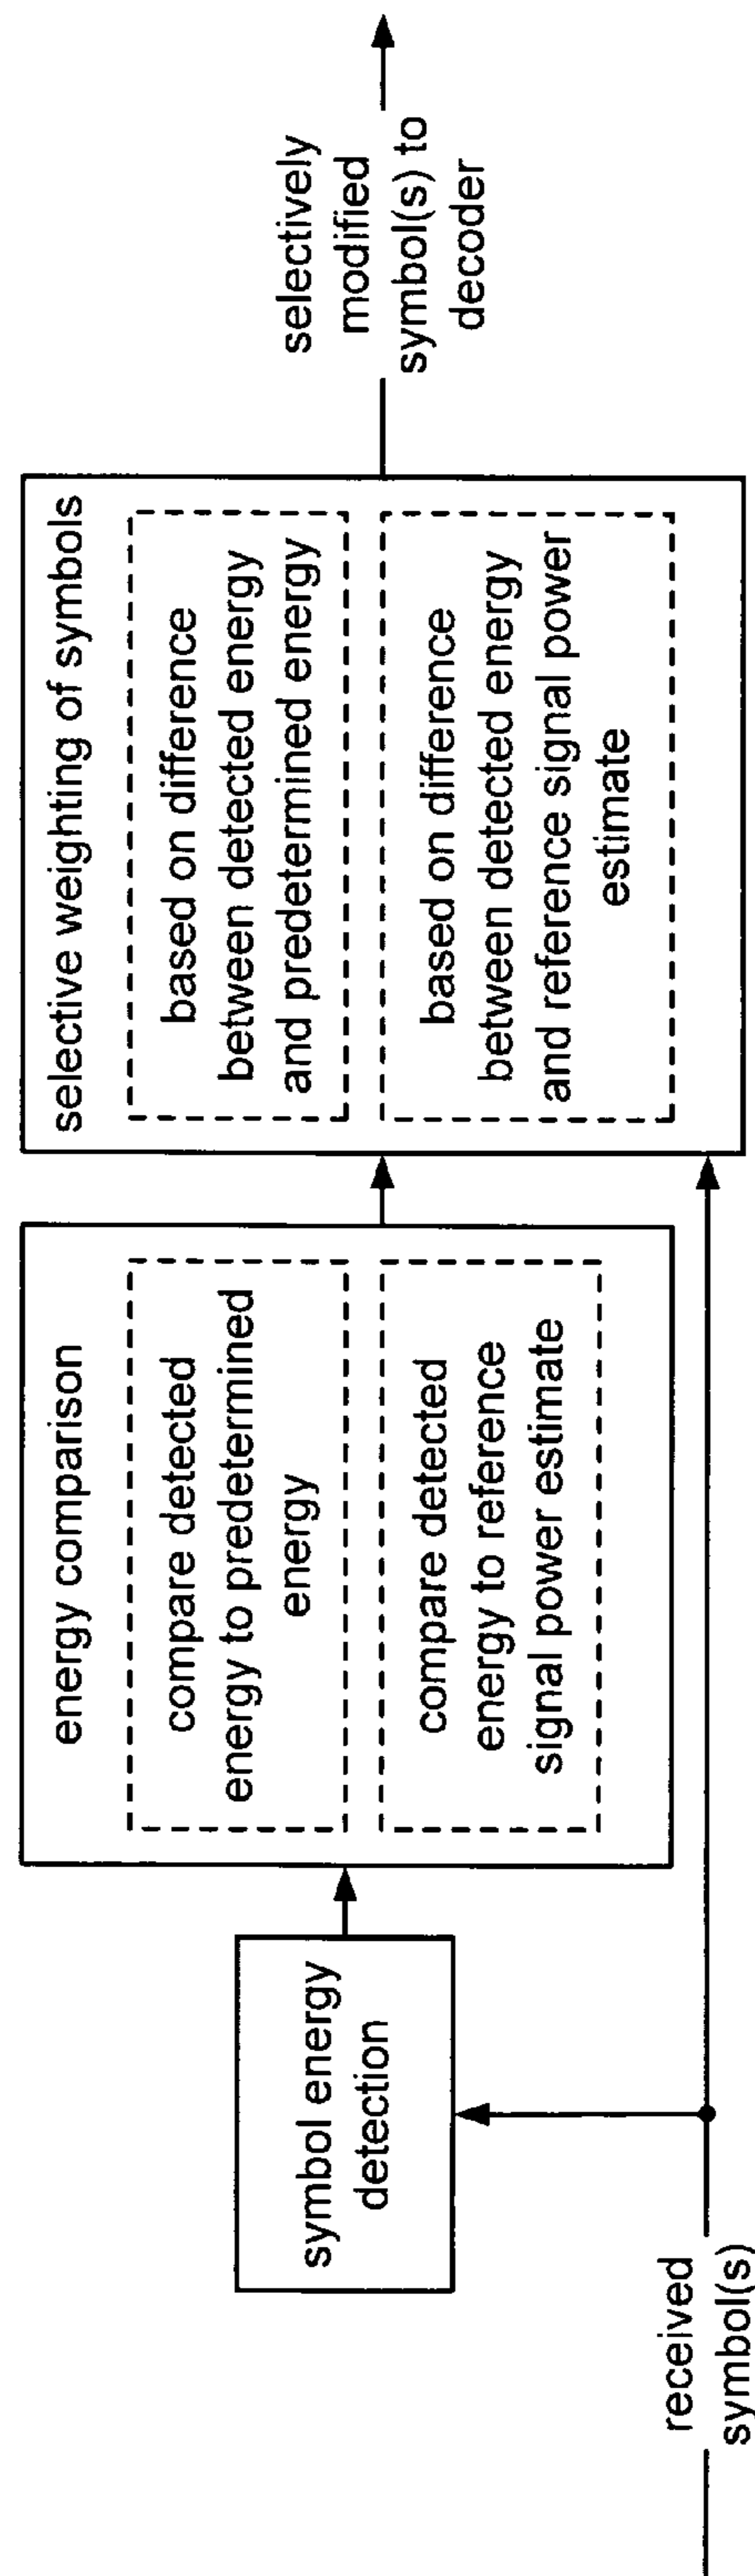 received
symbol(s)
symbol energy
detection
energy comparison
compare detected
energy to predetermined
energy
compare detected
energy to reference
signal power estimate
selective weighting of symbols
based on difference
between detected energy
and predetermined energy
based on difference
between detected energy
and reference signal power
estimate
selectively
modified
symbol(s) to
decoder